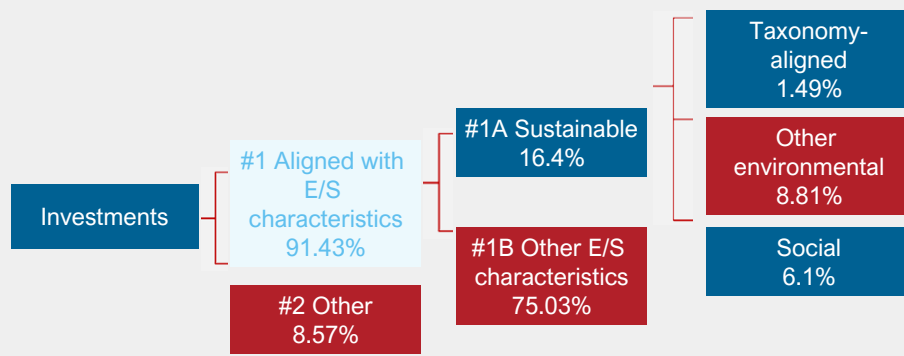 Investments
#1 Aligned with
E/S
characteristics
91.43%
#2 Other
8.57%
#1A Sustainable
16.4%
#1B Other E/S
characteristics
75.03%
Taxonomy-
aligned
1.49%
Other
environmental
8.81%
Social
6.1%